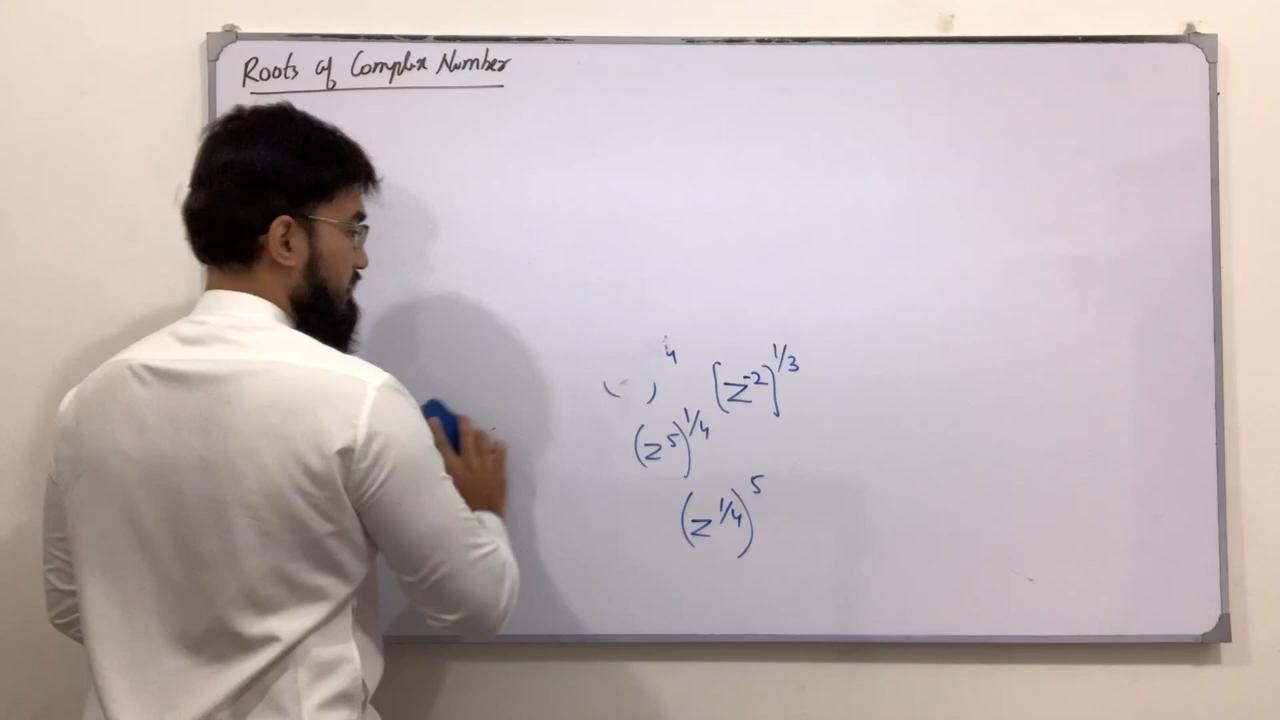 Roots of Complex Number
( )⁴ (z⁻²)^1/3
(z⁵)^1/4
(z^1/4)⁵